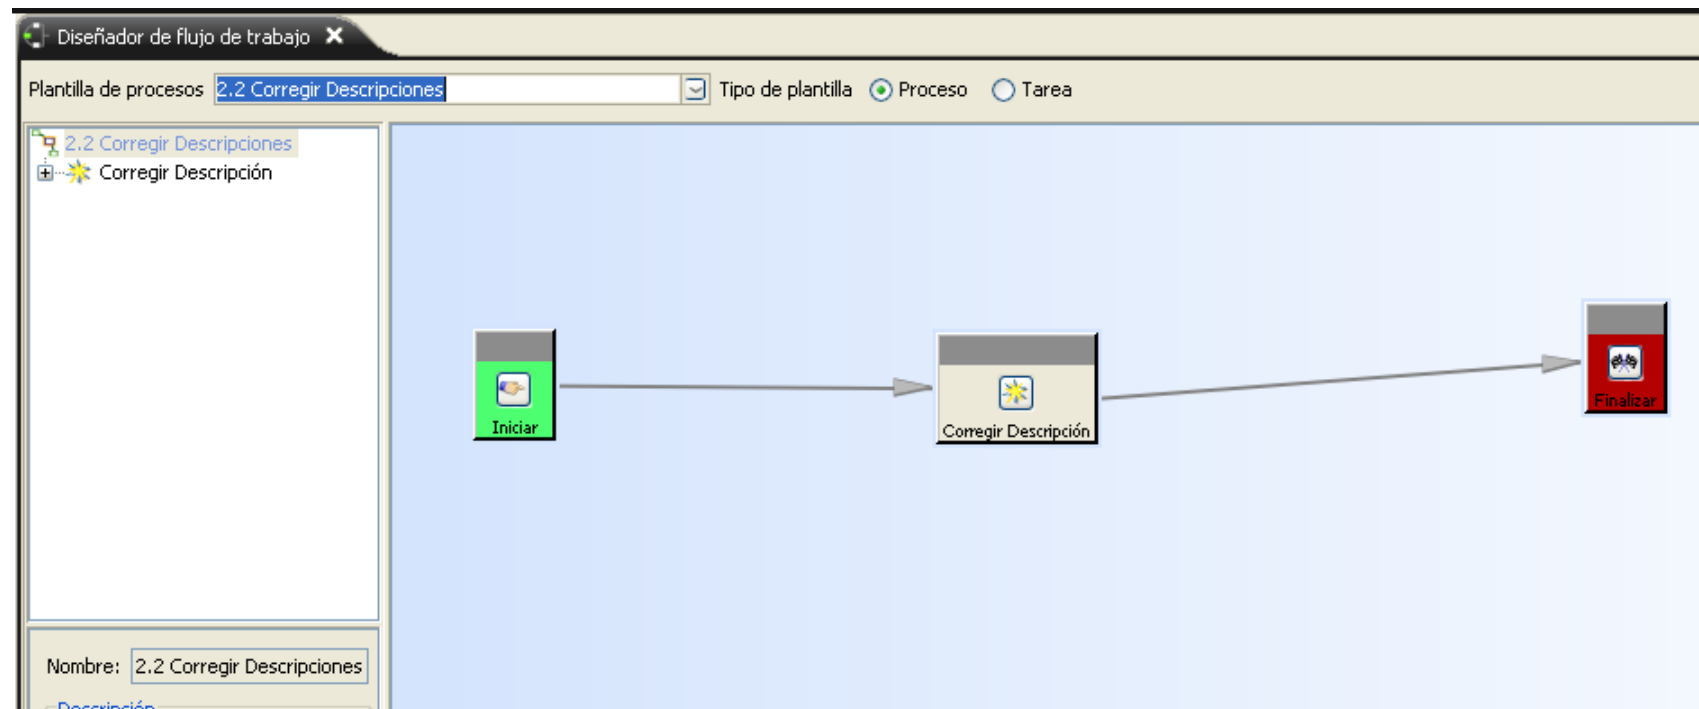 Diseñador de flujo de trabajo
Plantilla de procesos 2.2 Corregir Descripciones Tipo de plantilla Proceso Tarea
2.2 Corregir Descripciones
Corregir Descripción
Iniciar
Corregir Descripción
Finalizar
Nombre: 2.2 Corregir Descripciones
Descripción